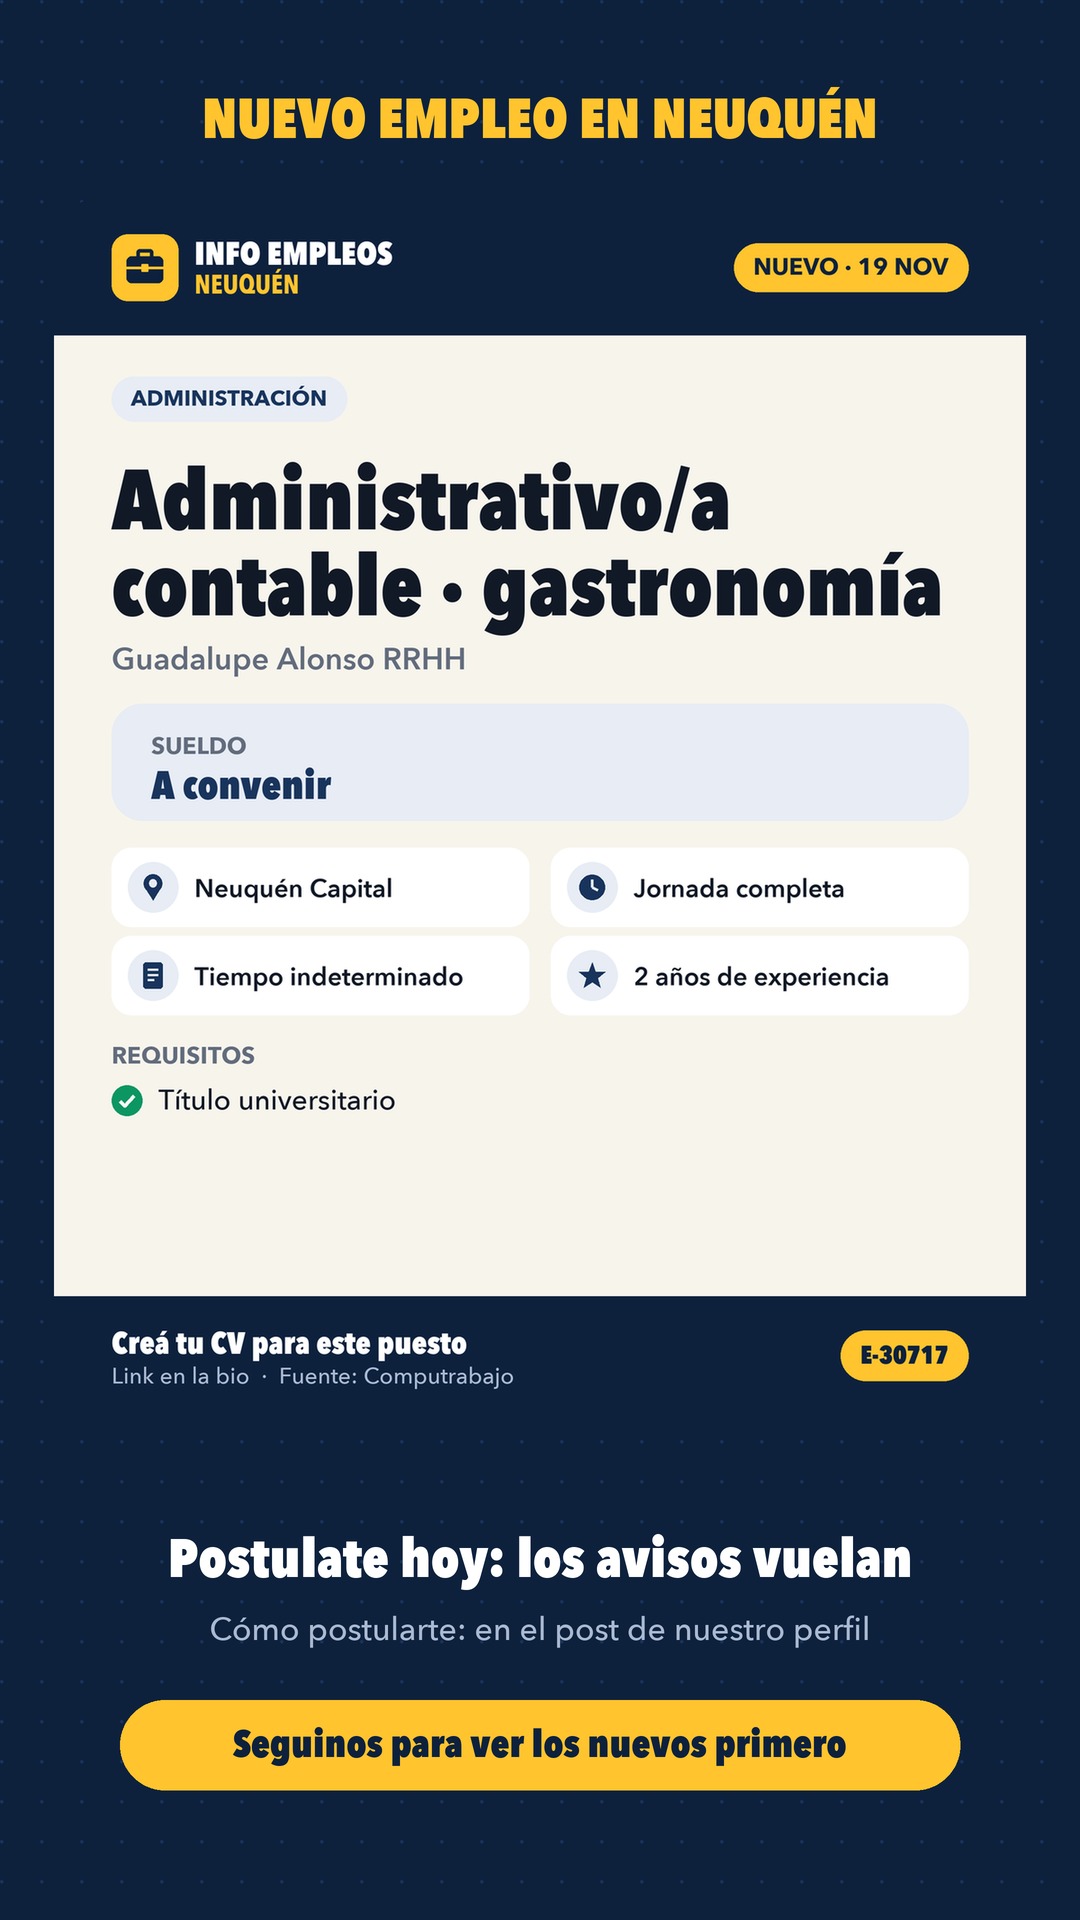 NUEVO EMPLEO EN NEUQUÉN
INFO EMPLEOS
NEUQUÉN
NUEVO · 19 NOV
ADMINISTRACIÓN
Administrativo/a
contable · gastronomía
Guadalupe Alonso RRHH
SUELDO
A convenir
Neuquén Capital
Jornada completa
Tiempo indeterminado
2 años de experiencia
REQUISITOS
Título universitario
Creá tu CV para este puesto
Link en la bio · Fuente: Computrabajo
E-30717
Postulate hoy: los avisos vuelan
Cómo postularte: en el post de nuestro perfil
Seguinos para ver los nuevos primero